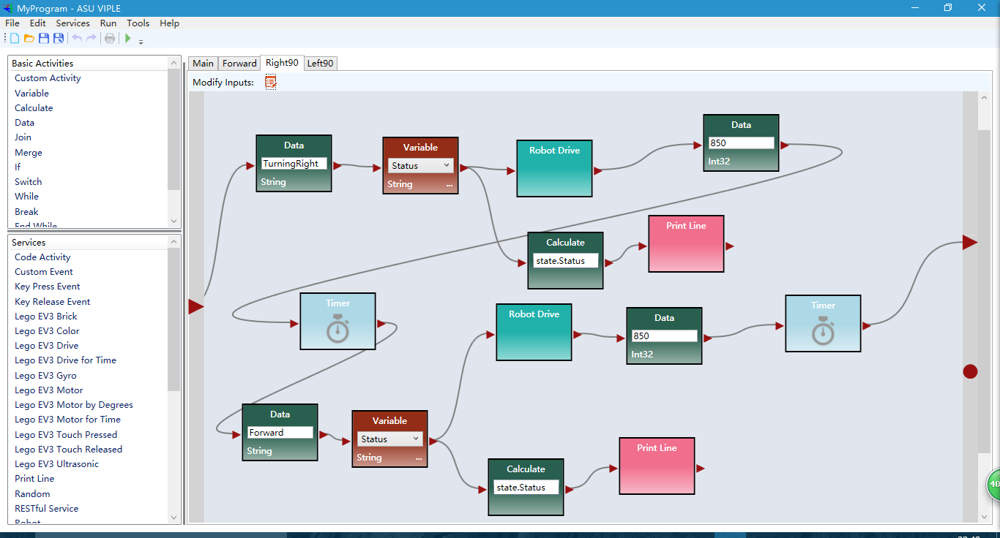 MyProgram - ASU VIPLE
File Edit Services Run Tools Help
Basic Activities
Custom Activity
Variable
Calculate
Data
Join
Merge
If
Switch
While
Break
End While
Services
Code Activity
Custom Event
Key Press Event
Key Release Event
Lego EV3 Brick
Lego EV3 Color
Lego EV3 Drive
Lego EV3 Drive for Time
Lego EV3 Gyro
Lego EV3 Motor
Lego EV3 Motor by Degrees
Lego EV3 Motor for Time
Lego EV3 Touch Pressed
Lego EV3 Touch Released
Lego EV3 Ultrasonic
Print Line
Random
RESTful Service
Robot
Main Forward Right90 Left90
Modify Inputs:
Data
TurningRight
String
Variable
Status
String ...
Robot Drive
Data
850
Int32
Calculate
state.Status
Print Line
Timer
Robot Drive
Data
850
Int32
Timer
Data
Forward
String
Variable
Status
String ...
Calculate
state.Status
Print Line
40